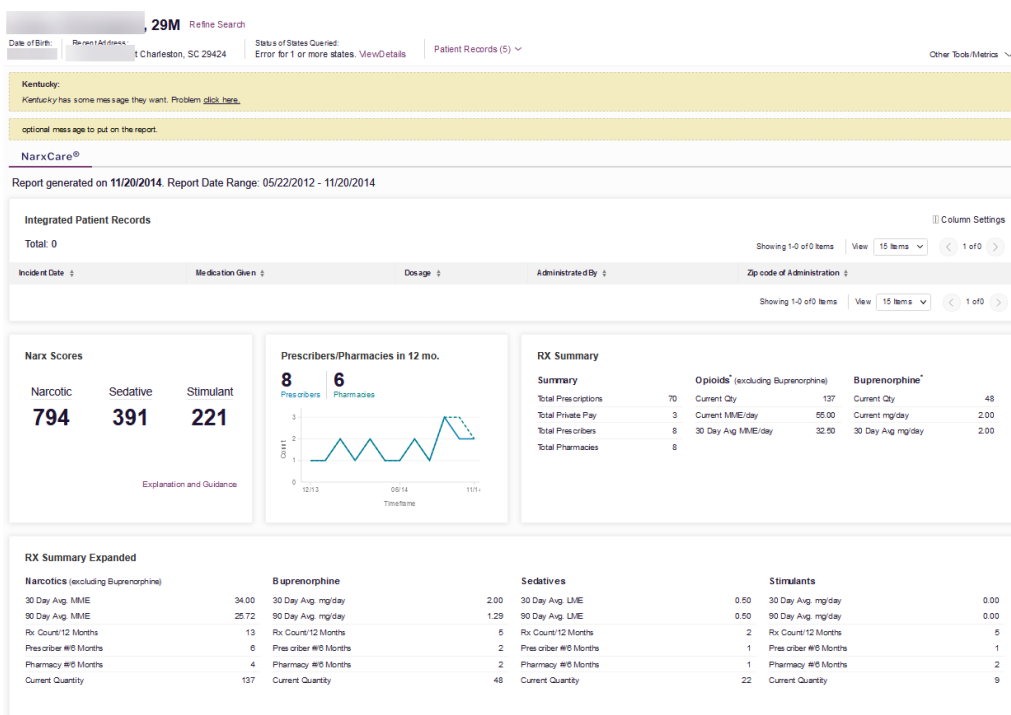 , 29M Refine Search
Date of Birth: Recent Address: Status of States Queried:
t Charleston, SC 29424 Error for 1 or more states. ViewDetails Patient Records (5) Other Tools/Metrics
Kentucky:
Kentucky has some message they want. Problem click here.
optional message to put on the report.
NarxCare®
Report generated on 11/20/2014. Report Date Range: 05/22/2012 - 11/20/2014
Integrated Patient Records Column Settings
Total: 0
Showing 1-0 of 0 Items View 15 Items 1 of 0
Incident Date Medication Given Dosage Administrated By Zip code of Administration
Showing 1-0 of 0 Items View 15 Items 1 of 0
Narx Scores
Narcotic Sedative Stimulant
794 391 221
Explanation and Guidance
Prescribers/Pharmacies in 12 mo.
8 6
Prescribers Pharmacies
3
2
1
0
Count
12/13 06/14 11/1
Timeframe
RX Summary
Summary
Total Prescriptions 70
Total Private Pay 3
Total Prescribers 8
Total Pharmacies 8
Opioids* (excluding Buprenorphine)
Current Qty 137
Current MME/day 55.00
30 Day Avg MME/day 32.50
Buprenorphine*
Current Qty 48
Current mg/day 2.00
30 Day Avg mg/day 2.00
RX Summary Expanded
Narcotics (excluding Buprenorphine)
30 Day Avg. MME 34.00
90 Day Avg. MME 25.72
Rx Count/12 Months 13
Prescriber #/6 Months 6
Pharmacy #/6 Months 4
Current Quantity 137
Buprenorphine
30 Day Avg. mg/day 2.00
90 Day Avg. mg/day 1.29
Rx Count/12 Months 5
Prescriber #/6 Months 2
Pharmacy #/6 Months 2
Current Quantity 48
Sedatives
30 Day Avg. LME 0.50
90 Day Avg. LME 0.50
Rx Count/12 Months 2
Prescriber #/6 Months 1
Pharmacy #/6 Months 1
Current Quantity 22
Stimulants
30 Day Avg. mg/day 0.00
90 Day Avg. mg/day 0.00
Rx Count/12 Months 5
Prescriber #/6 Months 1
Pharmacy #/6 Months 2
Current Quantity 9